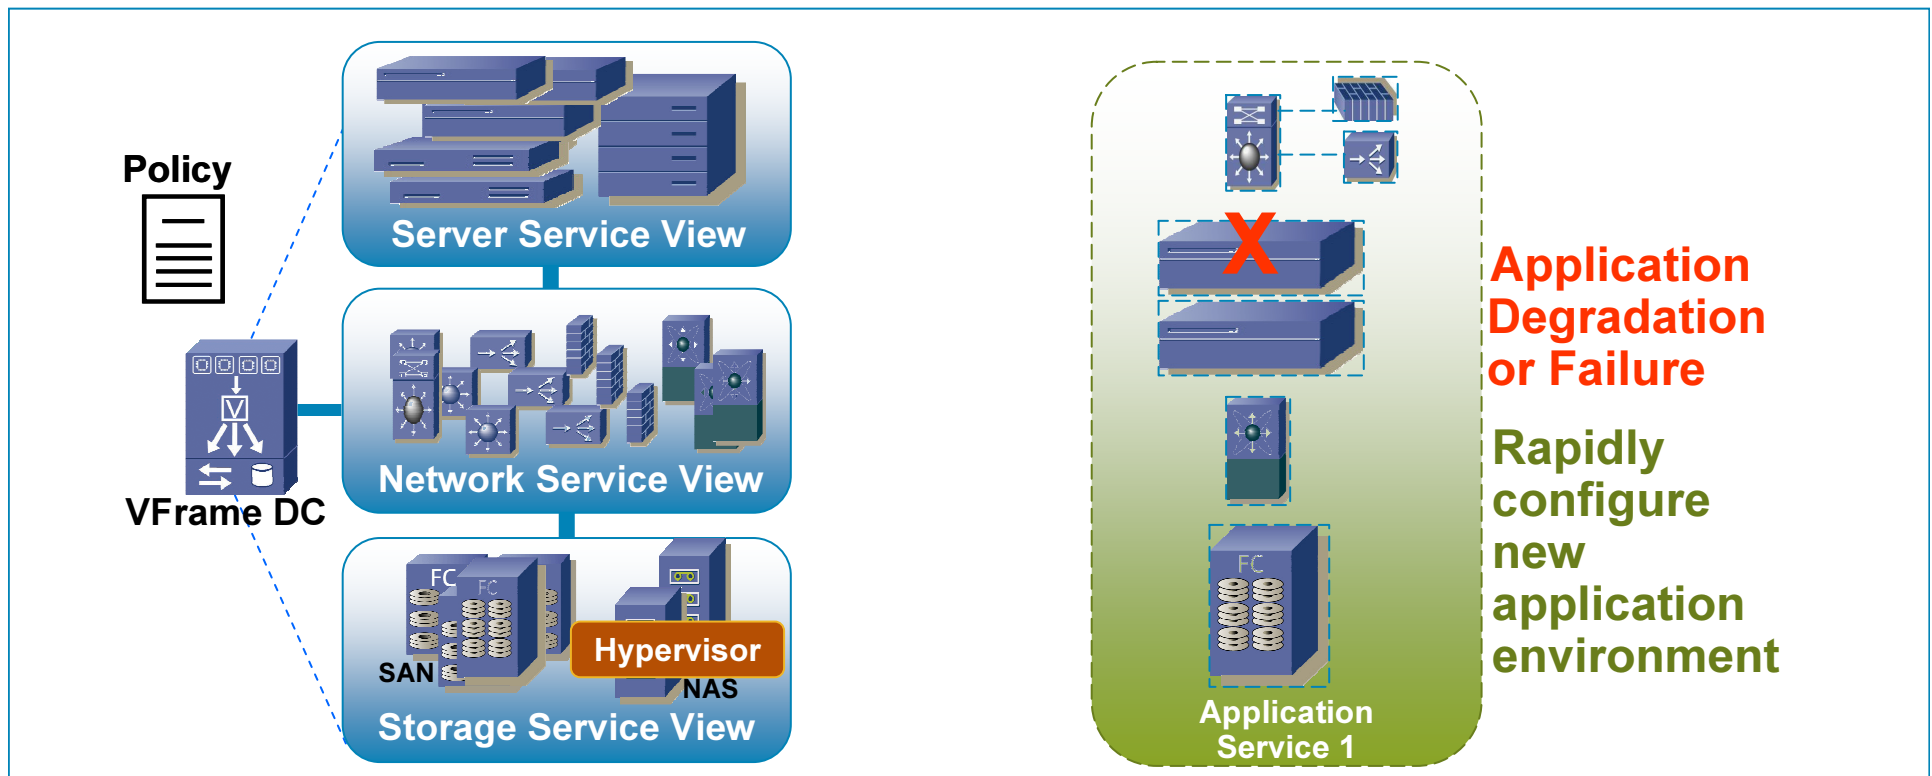 Policy
VFrame DC
V
Server Service View
Network Service View
FC
FC
SAN
Hypervisor
NAS
Storage Service View
X
FC
Application
Service 1
Application
Degradation
or Failure
Rapidly
configure
new
application
environment